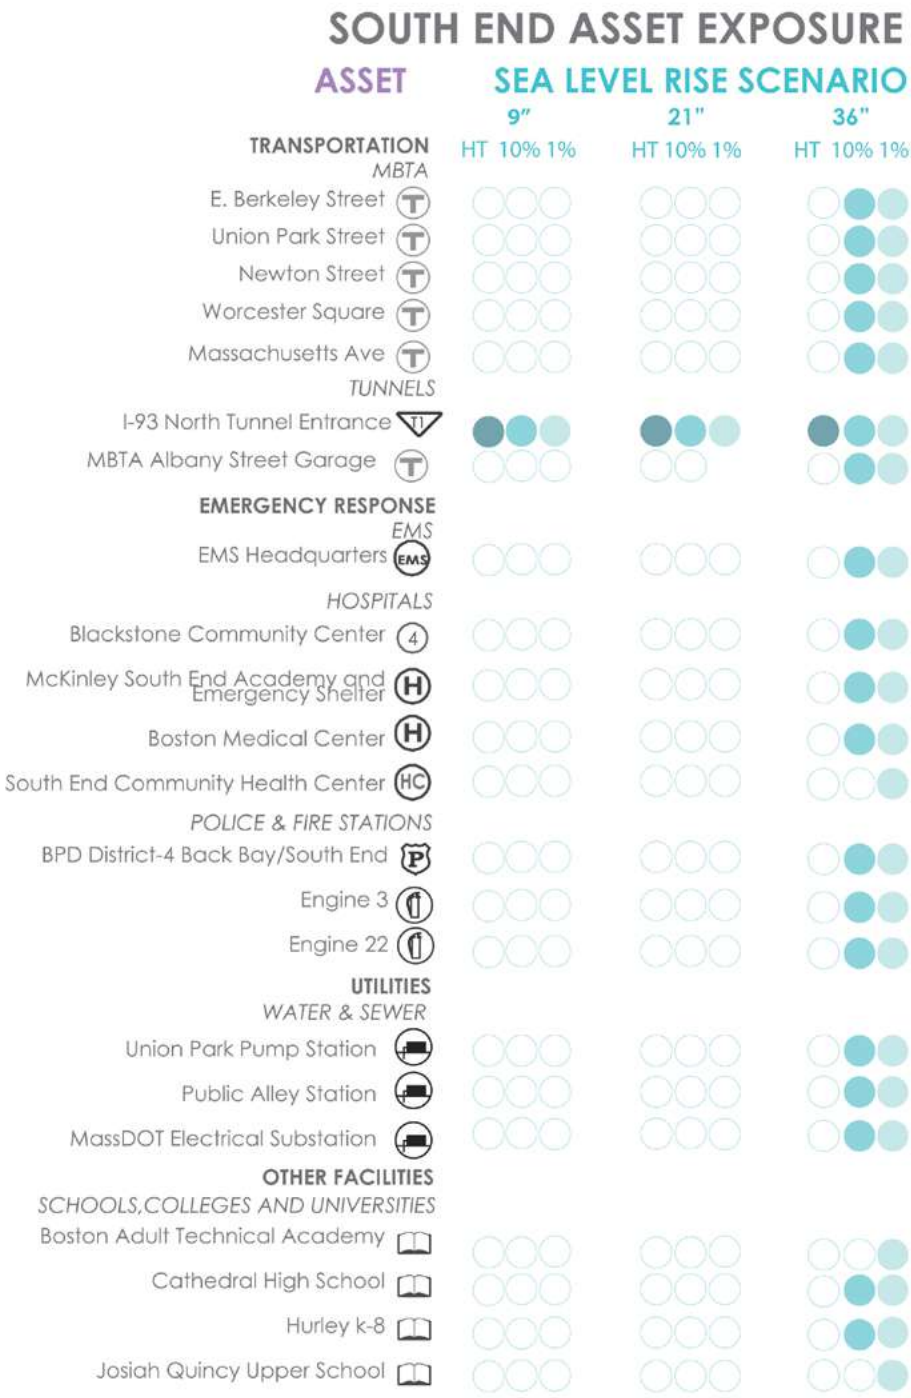 SOUTH END ASSET EXPOSURE
ASSET SEA LEVEL RISE SCENARIO
9″ 21" 36"
TRANSPORTATION HT 10% 1% HT 10% 1% HT 10% 1%
MBTA
E. Berkeley Street T
Union Park Street T
Newton Street T
Worcester Square T
Massachusetts Ave T
TUNNELS
I-93 North Tunnel Entrance T1
MBTA Albany Street Garage T
EMERGENCY RESPONSE
EMS
EMS Headquarters EMS
HOSPITALS
Blackstone Community Center 4
McKinley South End Academy and
Emergency Shelter H
Boston Medical Center H
South End Community Health Center HC
POLICE & FIRE STATIONS
BPD District-4 Back Bay/South End P
Engine 3
Engine 22
UTILITIES
WATER & SEWER
Union Park Pump Station
Public Alley Station
MassDOT Electrical Substation
OTHER FACILITIES
SCHOOLS,COLLEGES AND UNIVERSITIES
Boston Adult Technical Academy
Cathedral High School
Hurley k-8
Josiah Quincy Upper School